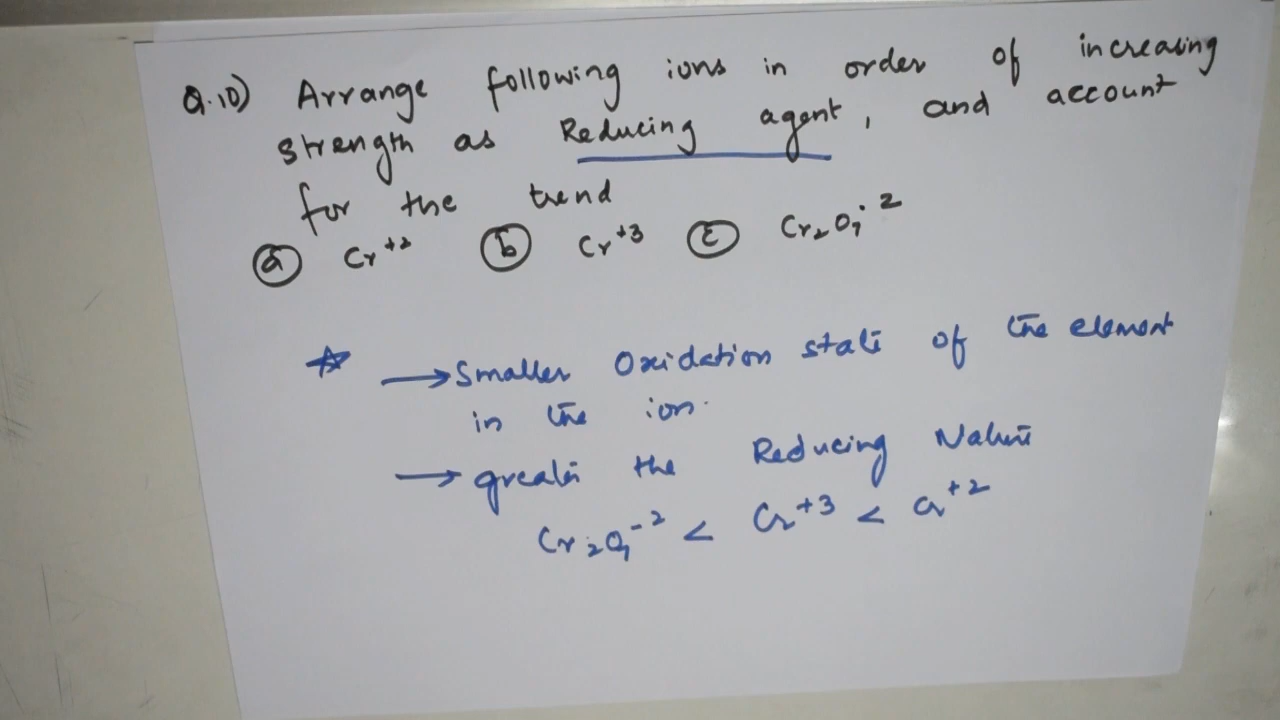 Q.10) Arrange following ions in order of increasing
strength as Reducing agent, and account
for the trend
(a) Cr⁺² (b) Cr⁺³ (c) Cr₂O₇⁻²
☆ → Smaller Oxidation state of the element
in the ion.
→ greater the Reducing Nature
Cr₂O₇⁻² < Cr⁺³ < Cr⁺²